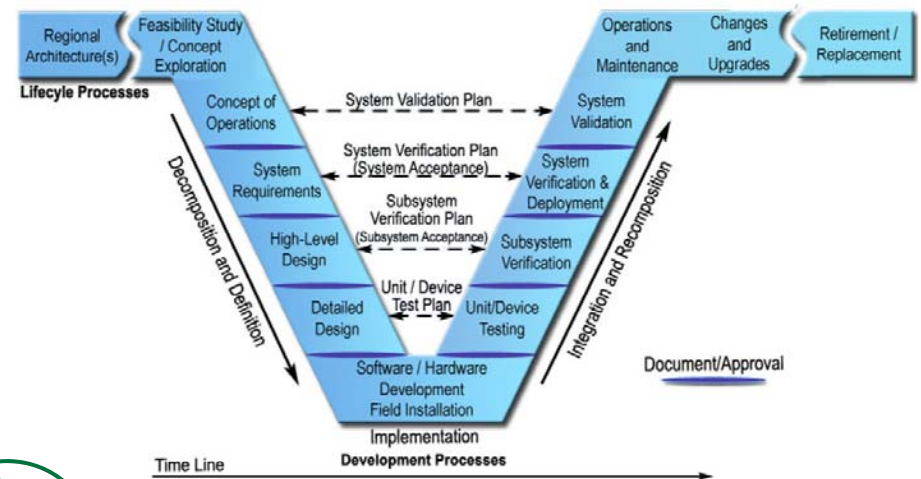 Regional
Architecture(s)
Feasibility Study
/ Concept
Exploration
Operations
and
Maintenance
Changes
and
Upgrades
Retirement /
Replacement
Lifecyle Processes
Concept of
Operations
System Validation Plan
System
Validation
System
Requirements
System Verification Plan
(System Acceptance)
System
Verification &
Deployment
High-Level
Design
Subsystem
Verification Plan
(Subsystem Acceptance)
Subsystem
Verification
Detailed
Design
Unit / Device
Test Plan
Unit/Device
Testing
Decomposition and Definition
Integration and Recomposition
Software / Hardware
Development
Field Installation
Document/Approval
Implementation
Development Processes
Time Line